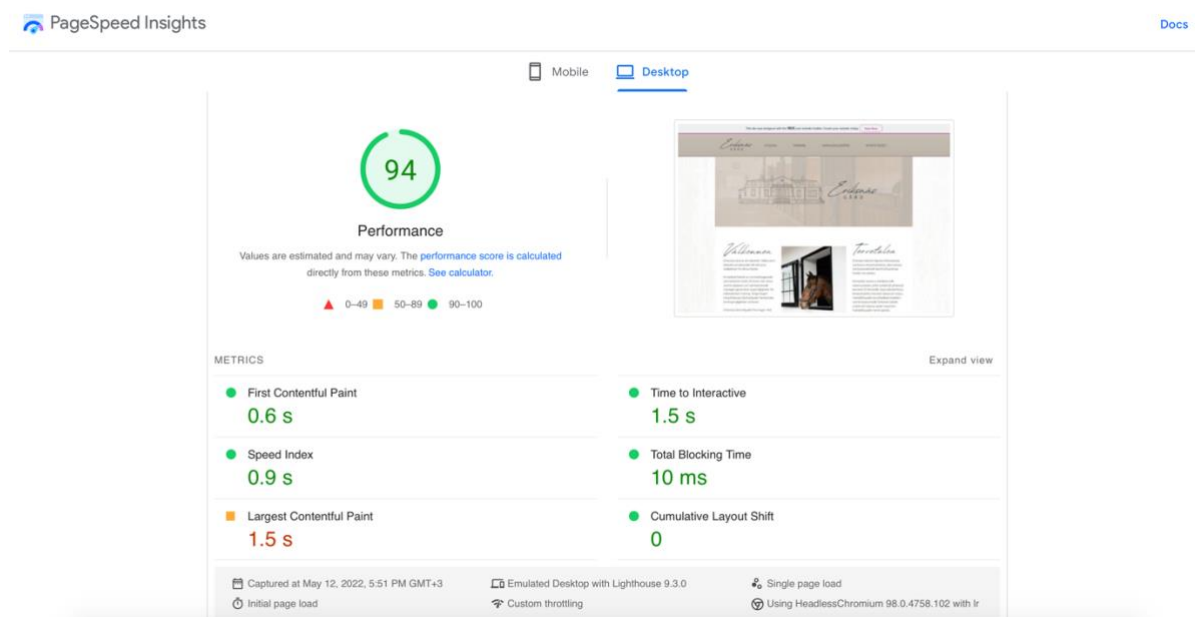 PageSpeed Insights
Docs
Mobile
Desktop
94
Performance
Values are estimated and may vary. The performance score is calculated
directly from these metrics. See calculator.
0–49
50–89
90–100
Erikenäs
Välkommen
Torrstalen
METRICS
Expand view
First Contentful Paint
0.6 s
Time to Interactive
1.5 s
Speed Index
0.9 s
Total Blocking Time
10 ms
Largest Contentful Paint
1.5 s
Cumulative Layout Shift
0
Captured at May 12, 2022, 5:51 PM GMT+3
Emulated Desktop with Lighthouse 9.3.0
Single page load
Initial page load
Custom throttling
Using HeadlessChromium 98.0.4758.102 with lr